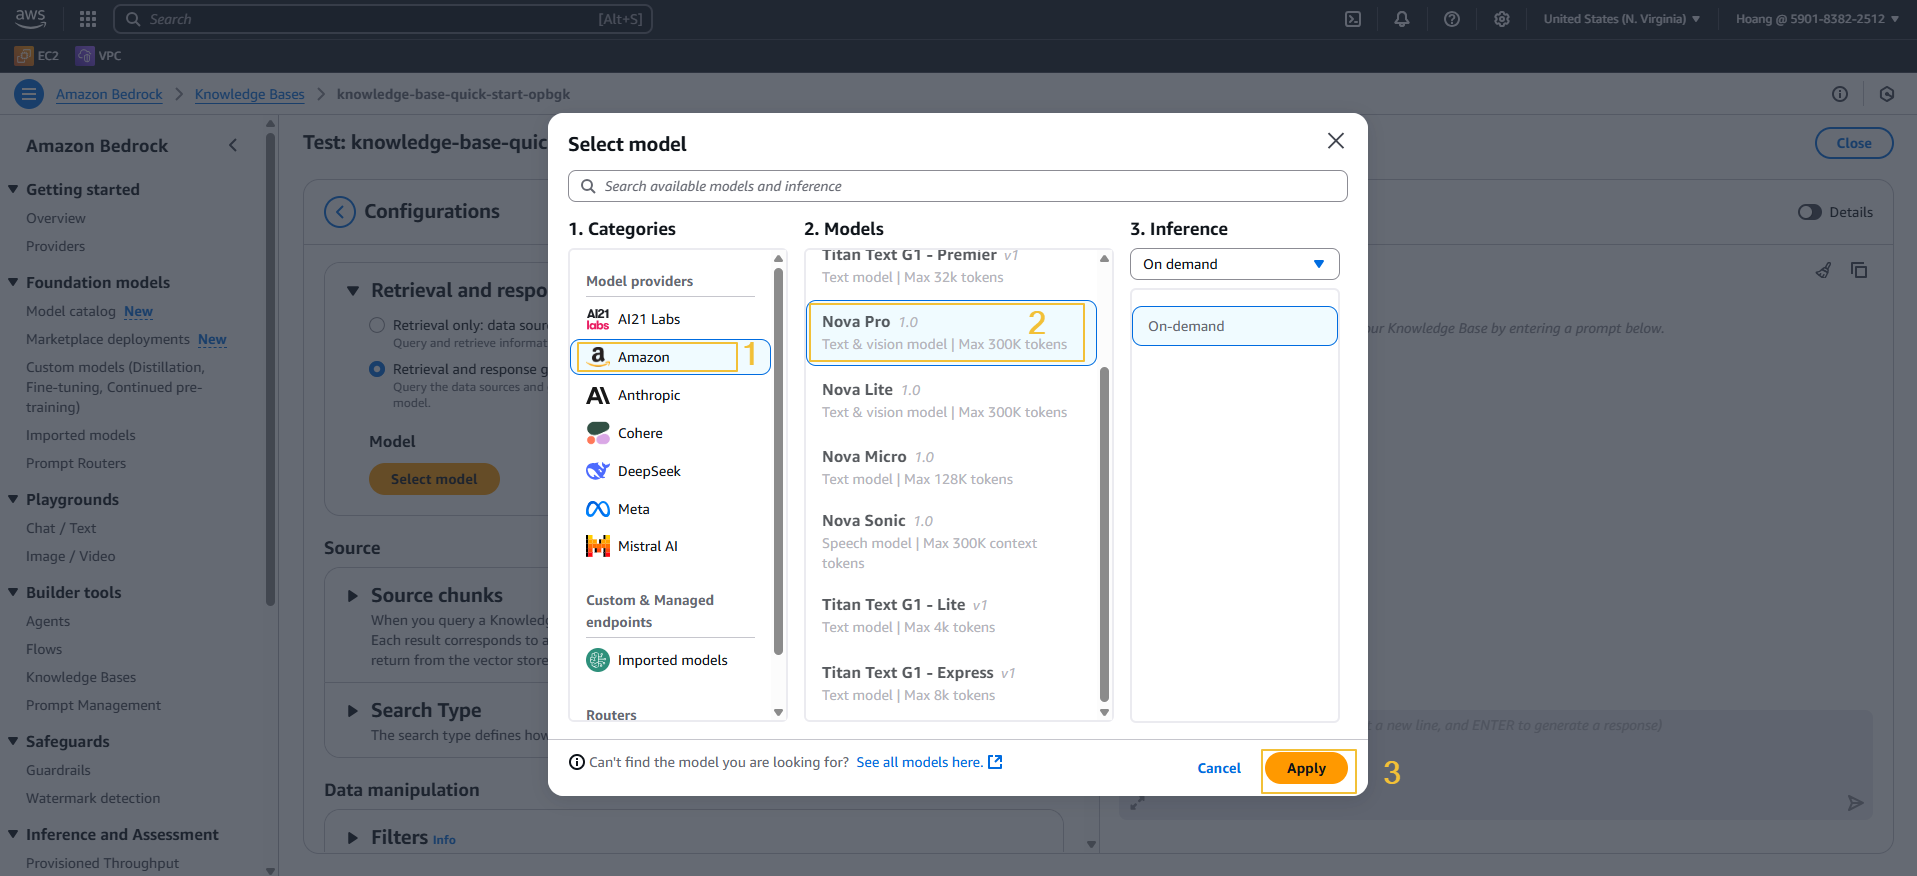 aws
Search [Alt+S]
United States (N. Virginia) ▼
Hoang @ 5901-8382-2512 ▼
EC2
VPC
Amazon Bedrock > Knowledge Bases > knowledge-base-quick-start-opbgk
Amazon Bedrock
Getting started
Overview
Providers
Foundation models
Model catalog New
Marketplace deployments New
Custom models (Distillation,
Fine-tuning, Continued pre-
training)
Imported models
Prompt Routers
Playgrounds
Chat / Text
Image / Video
Builder tools
Agents
Flows
Knowledge Bases
Prompt Management
Safeguards
Guardrails
Watermark detection
Inference and Assessment
Provisioned Throughput
Test: knowledge-base-quic
Close
Configurations
Details
Retrieval and respo
Retrieval only: data sour
Query and retrieve informat
Retrieval and response g
Query the data sources and
model.
Model
Select model
Source
Source chunks
When you query a Knowled
Each result corresponds to a
return from the vector store
Search Type
The search type defines how
Data manipulation
Filters Info
our Knowledge Base by entering a prompt below.
t a new line, and ENTER to generate a response)
Select model
Search available models and inference
1. Categories
Model providers
AI21 labs AI21 Labs
Amazon 1
Anthropic
Cohere
DeepSeek
Meta
Mistral AI
Custom & Managed
endpoints
Imported models
Routers
2. Models
Titan Text G1 - Premier v1
Text model | Max 32k tokens
Nova Pro 1.0 2
Text & vision model | Max 300K tokens
Nova Lite 1.0
Text & vision model | Max 300K tokens
Nova Micro 1.0
Text model | Max 128K tokens
Nova Sonic 1.0
Speech model | Max 300K context
tokens
Titan Text G1 - Lite v1
Text model | Max 4k tokens
Titan Text G1 - Express v1
Text model | Max 8k tokens
3. Inference
On demand
On-demand
Can't find the model you are looking for? See all models here.
Cancel
Apply
3